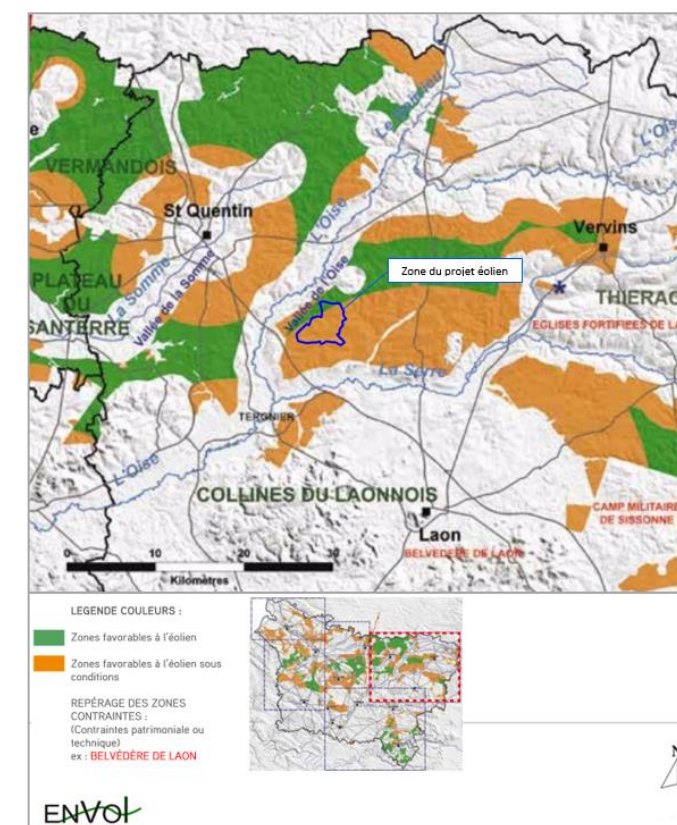 Le Noirrieu
L'Oise
VERMANDOIS
St Quentin
L'Oise
Vervins
La Somme
Vallée de la Somme
Vallée de l'Oise
Zone du projet éolien
PLATEAU
DU
SANTERRE
THIERAC
EGLISES FORTIFIEES DE LA
La Serre
TERGNIER
L'Oise
COLLINES DU LAONNOIS
CAMP MILITAIRE
DE SISSONNE
Laon
BELVEDERE DE LAON
0 10 20 30
Kilomètres
LEGENDE COULEURS :
Zones favorables à l'éolien
Zones favorables à l'éolien sous
conditions
REPÉRAGE DES ZONES
CONTRAINTES :
(Contraintes patrimoniale ou
technique)
ex : BELVÉDÈRE DE LAON
N
ENVOL